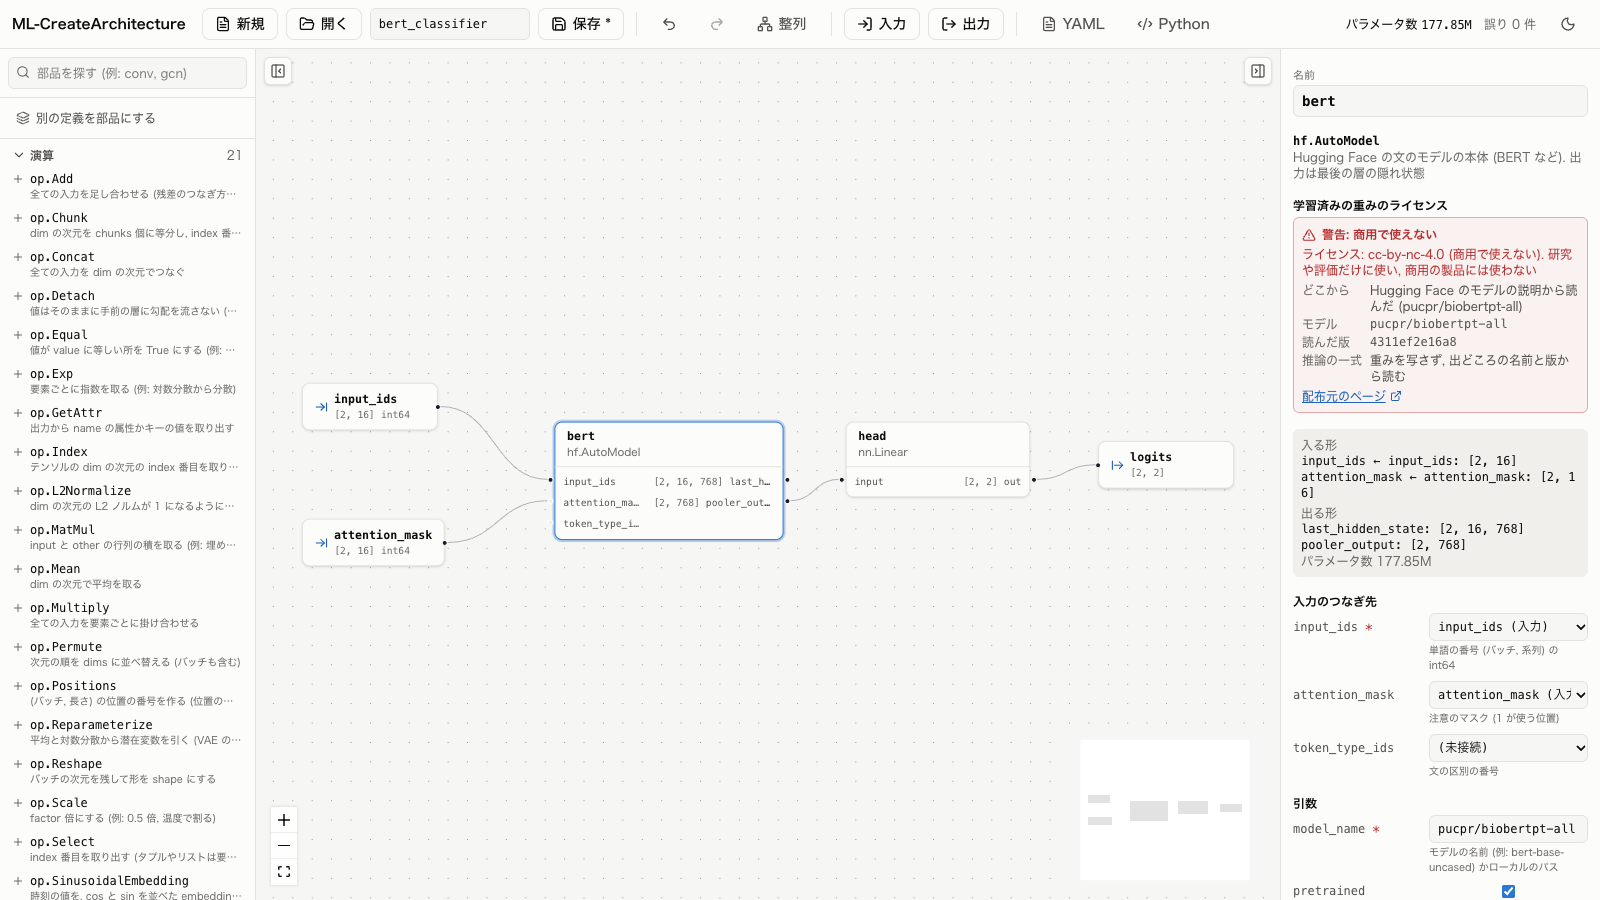 ML-CreateArchitecture
新規
開く
bert_classifier
保存 *
整列
入力
出力
YAML
Python
パラメータ数 177.85M
誤り 0 件
部品を探す (例: conv, gcn)
別の定義を部品にする
演算 21
op.Add
全ての入力を足し合わせる (残差のつなぎ方…
op.Chunk
dim の次元を chunks 個に等分し, index 番…
op.Concat
全ての入力を dim の次元でつなぐ
op.Detach
値はそのままに手前の層に勾配を流さない (…
op.Equal
値が value に等しい所を True にする (例: …
op.Exp
要素ごとに指数を取る (例: 対数分散から分散)
op.GetAttr
出力から name の属性かキーの値を取り出す
op.Index
テンソルの dim の次元の index 番目を取り…
op.L2Normalize
dim の次元の L2 ノルムが 1 になるように…
op.MatMul
input と other の行列の積を取る (例: 埋め…
op.Mean
dim の次元で平均を取る
op.Multiply
全ての入力を要素ごとに掛け合わせる
op.Permute
次元の順を dims に並べ替える (バッチも含む)
op.Positions
(バッチ, 長さ) の位置の番号を作る (位置の…
op.Reparameterize
平均と対数分散から潜在変数を引く (VAE の…
op.Reshape
バッチの次元を残して形を shape にする
op.Scale
factor 倍にする (例: 0.5 倍, 温度で割る)
op.Select
index 番目を取り出す (タプルやリストは要…
op.SinusoidalEmbedding
時刻の値を, cos と sin を並べた embeddin…
input_ids
[2, 16] int64
attention_mask
[2, 16] int64
bert
hf.AutoModel
input_ids [2, 16, 768] last_h…
attention_ma… [2, 768] pooler_out…
token_type_i…
head
nn.Linear
input [2, 2] out
logits
[2, 2]
名前
bert
hf.AutoModel
Hugging Face の文のモデルの本体 (BERT など). 出
力は最後の層の隠れ状態
学習済みの重みのライセンス
警告: 商用で使えない
ライセンス: cc-by-nc-4.0 (商用で使えない). 研究
や評価だけに使い, 商用の製品には使わない
どこから Hugging Face のモデルの説明から読
んだ (pucpr/biobertpt-all)
モデル pucpr/biobertpt-all
読んだ版 4311ef2e16a8
推論の一式 重みを写さず, 出どころの名前と版か
ら読む
配布元のページ
入る形
input_ids ← input_ids: [2, 16]
attention_mask ← attention_mask: [2, 1
6]
出る形
last_hidden_state: [2, 16, 768]
pooler_output: [2, 768]
パラメータ数 177.85M
入力のつなぎ先
input_ids * input_ids (入力)
単語の番号 (バッチ, 系列) の
int64
attention_mask attention_mask (入力
注意のマスク (1 が使う位置)
token_type_ids (未接続)
文の区別の番号
引数
model_name * pucpr/biobertpt-all
モデルの名前 (例: bert-base-
uncased) かローカルのパス
pretrained